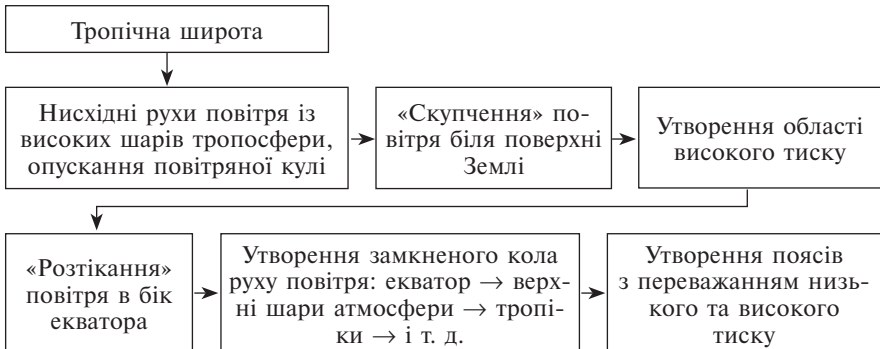 Тропічна широта
Нисхідні рухи повітря із
високих шарів тропосфери,
опускання повітряної кулі
«Скупчення» по-
вітря біля поверхні
Землі
Утворення області
високого тиску
«Розтікання»
повітря в бік
екватора
Утворення замкненого кола
руху повітря: екватор → верх-
ні шари атмосфери → тропі-
ки → і т. д.
Утворення поясів
з переважанням низь-
кого та високого
тиску